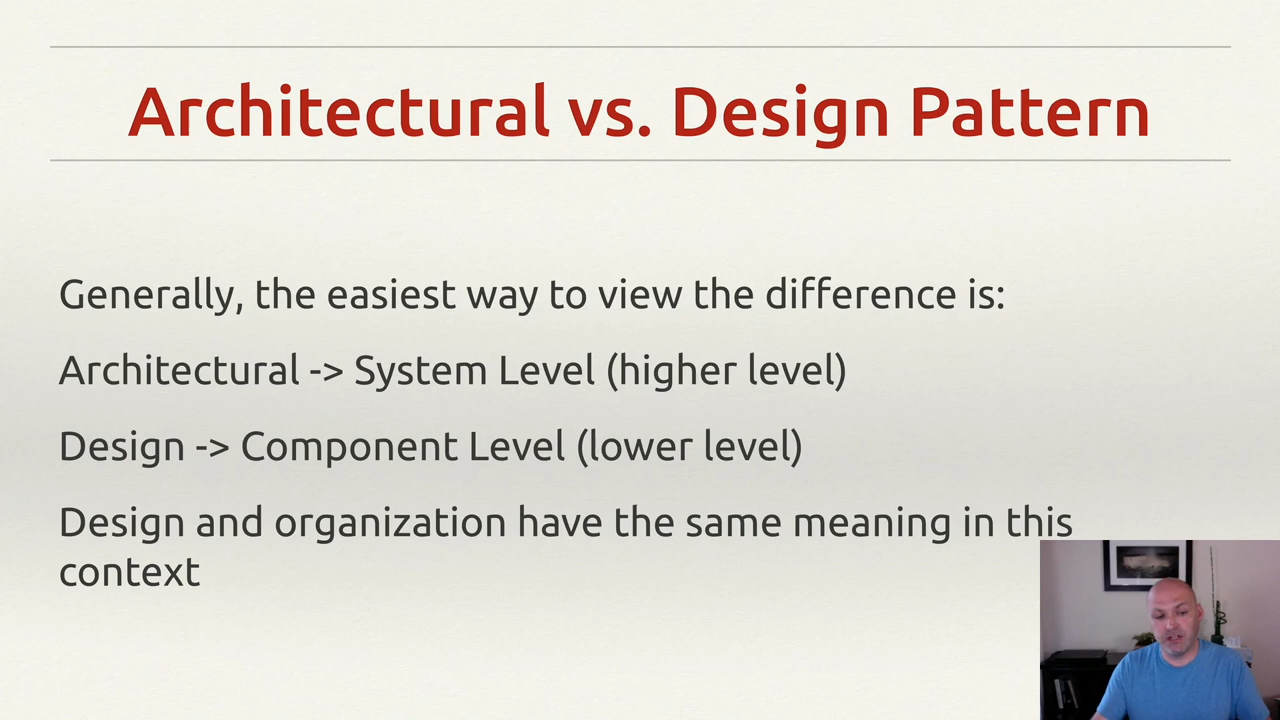 Architectural vs. Design Pattern
Generally, the easiest way to view the difference is:
Architectural -> System Level (higher level)
Design -> Component Level (lower level)
Design and organization have the same meaning in this
context